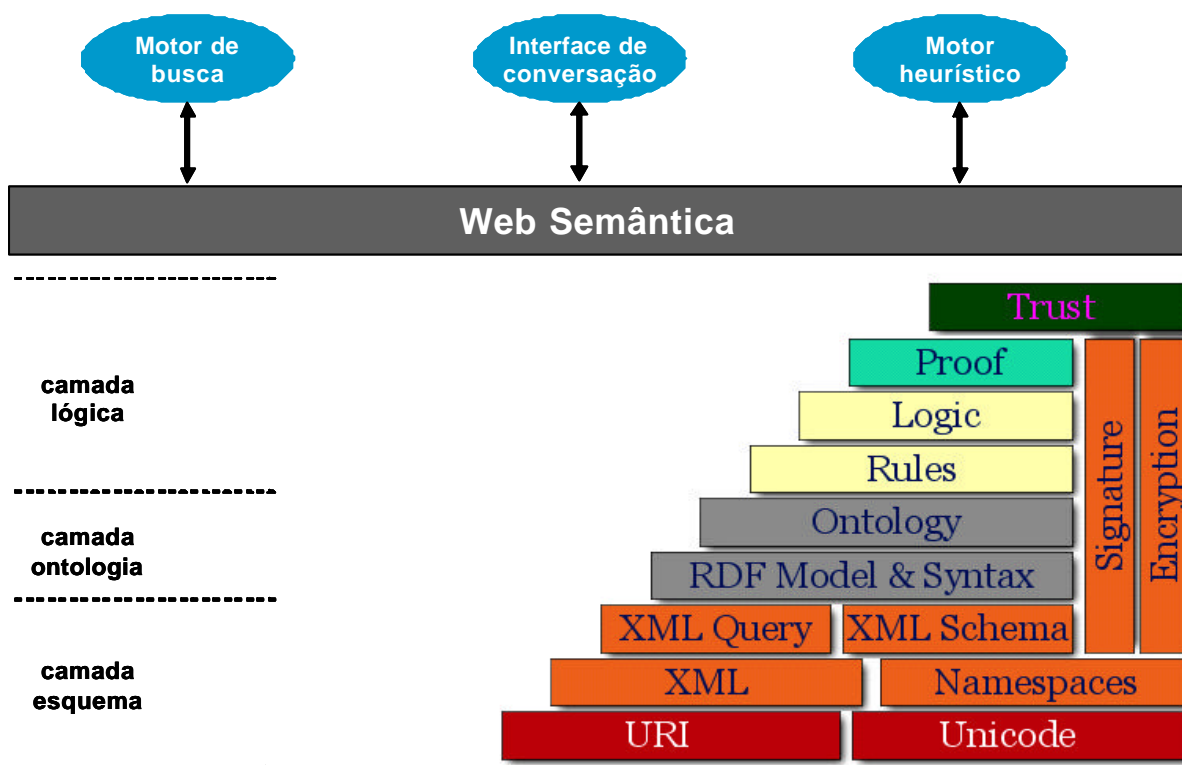 Motor de
busca
Interface de
conversação
Motor
heurístico
Web Semântica
camada
lógica
camada
ontologia
camada
esquema
Trust
Proof
Logic
Rules
Ontology
RDF Model & Syntax
XML Query
XML Schema
XML
Namespaces
URI
Unicode
Signature
Encryption